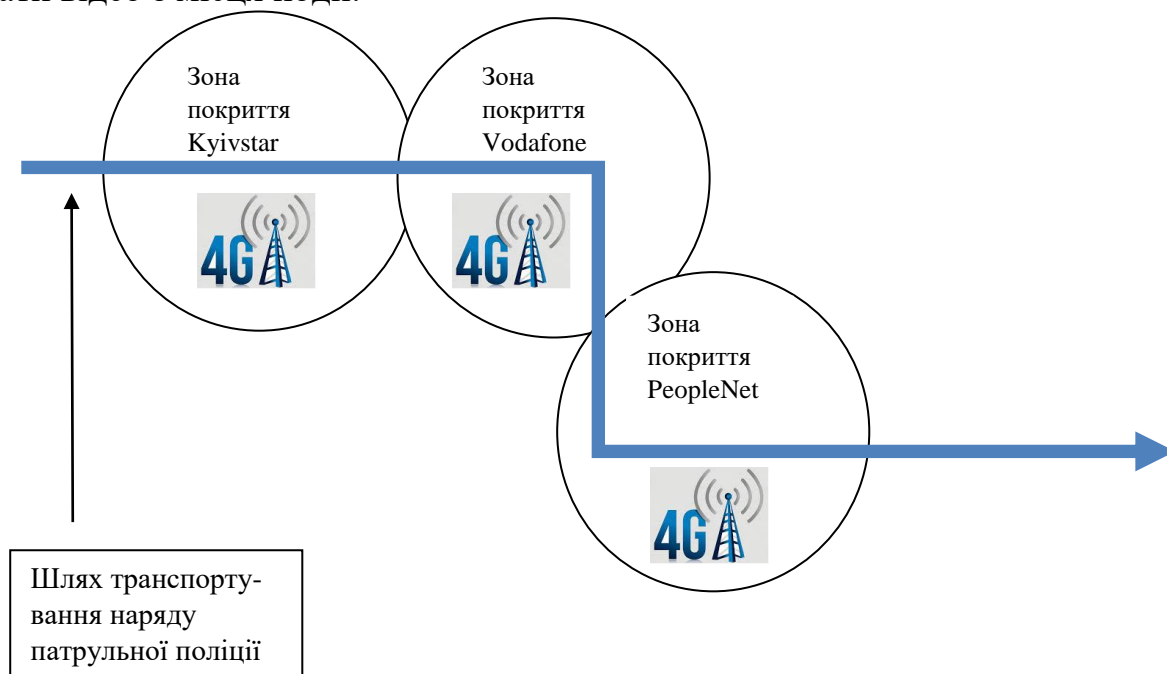 Зона
покриття
Kyivstar
Зона
покриття
Vodafone
4G
4G
Зона
покриття
PeopleNet
4G
Шлях транспорту-
вання наряду
патрульної поліції